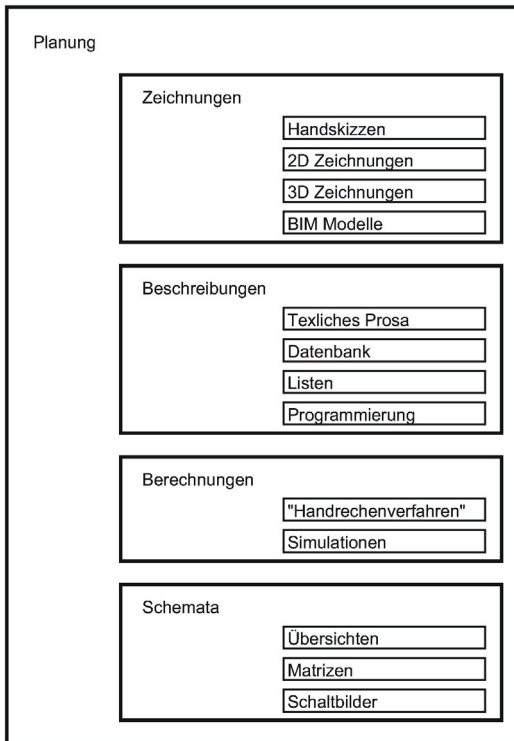 Planung
Zeichnungen
Handskizzen
2D Zeichnungen
3D Zeichnungen
BIM Modelle
Beschreibungen
Texliches Prosa
Datenbank
Listen
Programmierung
Berechnungen
"Handrechenverfahren"
Simulationen
Schemata
Übersichten
Matrizen
Schaltbilder